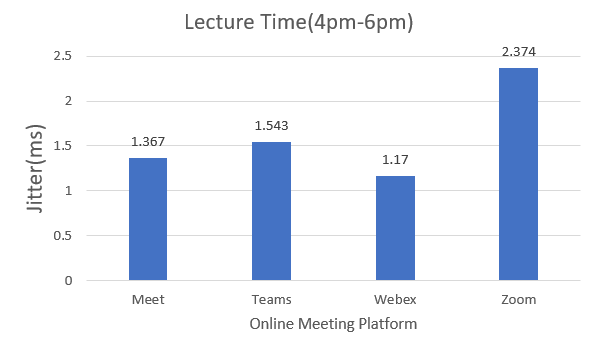 Lecture Time(4pm-6pm)
Jitter(ms)
2.5
2
1.5
1
0.5
0
1.367
1.543
1.17
2.374
Meet Teams Webex Zoom
Online Meeting Platform